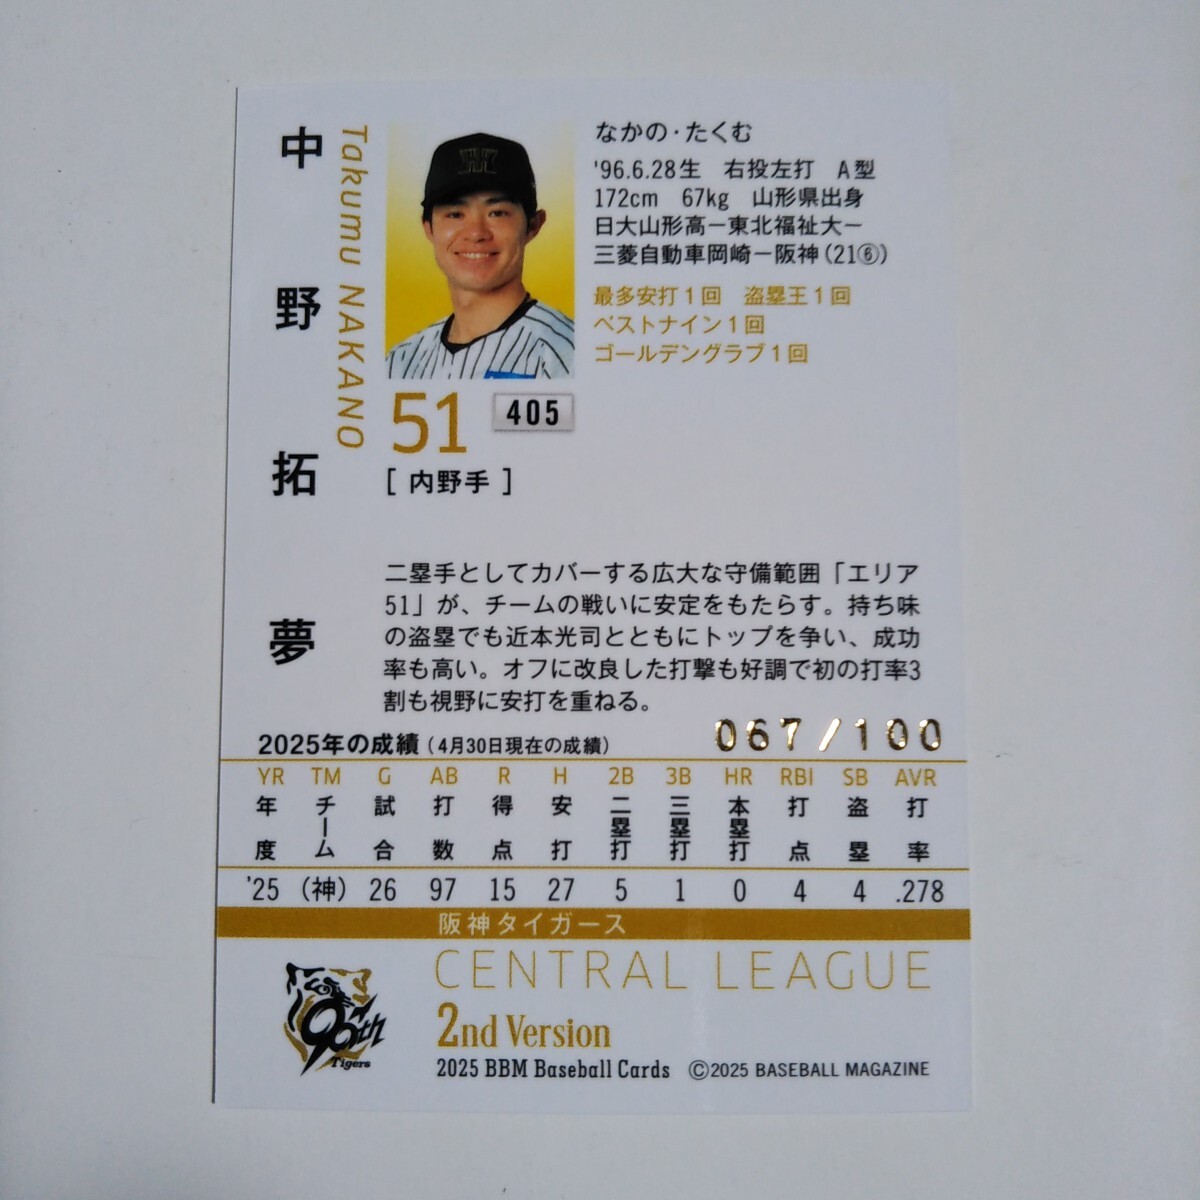 中野拓夢
Takumu NAKANO
なかの・たくむ
'96.6.28生 右投左打 A型
172cm 67kg 山形県出身
日大山形高ー東北福祉大ー
三菱自動車岡崎ー阪神(21⑥)
最多安打1回 盗塁王1回
ベストナイン1回
ゴールデングラブ1回
51
405
[ 内野手 ]
二塁手としてカバーする広大な守備範囲「エリア
51」が、チームの戦いに安定をもたらす。持ち味
の盗塁でも近本光司とともにトップを争い、成功
率も高い。オフに改良した打撃も好調で初の打率3
割も視野に安打を重ねる。
067/100
2025年の成績(4月30日現在の成績)
YR TM G AB R H 2B 3B HR RBI SB AVR
年度 チーム 試合 打数 得点 安打 二塁打 三塁打 本塁打 打点 盗塁 打率
'25 (神) 26 97 15 27 5 1 0 4 4 .278
阪神タイガース
CENTRAL LEAGUE
90th
Tigers
2nd Version
2025 BBM Baseball Cards ©2025 BASEBALL MAGAZINE